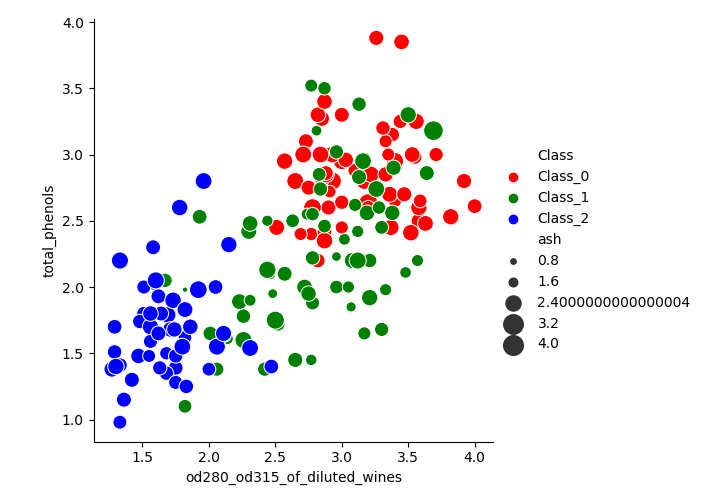 4.0
3.5
3.0
2.5
2.0
1.5
1.0
total_phenols
1.5
2.0
2.5
3.0
3.5
4.0
od280_od315_of_diluted_wines
Class
Class_0
Class_1
Class_2
ash
0.8
1.6
2.4000000000000004
3.2
4.0